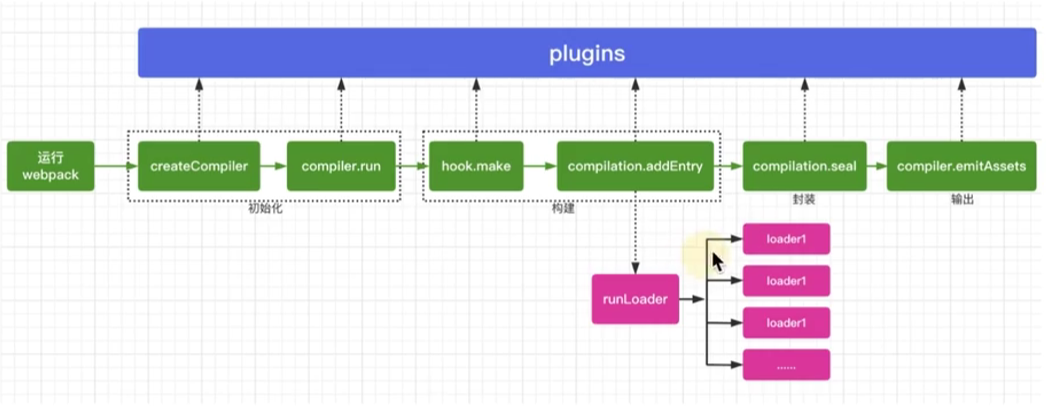 plugins
运行
webpack
createCompiler
compiler.run
hook.make
compilation.addEntry
compilation.seal
compiler.emitAssets
初始化
构建
封装
输出
runLoader
loader1
loader1
loader1
......